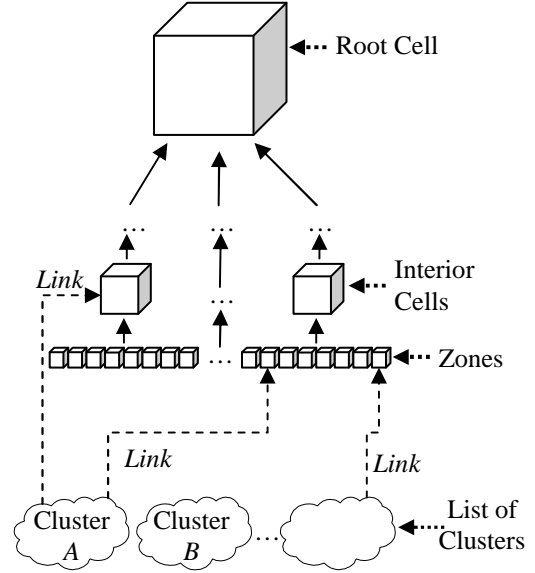 Root Cell
... ... ...
Link
Interior
Cells
...
... Zones
Link Link
Cluster
A
Cluster
B
...
List of
Clusters